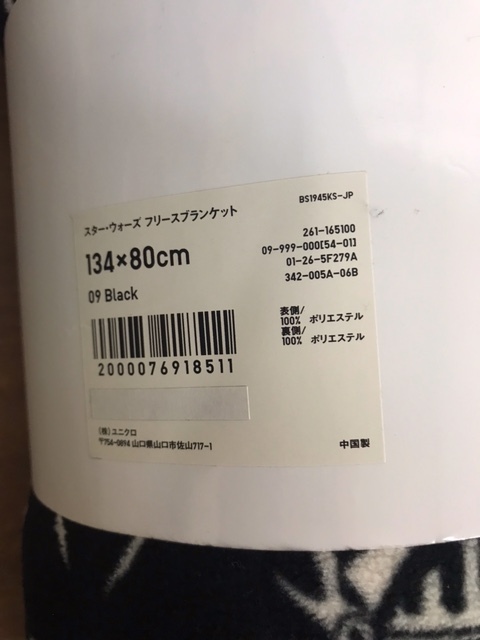 BS1945KS-JP
スター・ウォーズ フリースブランケット
134×80cm
09 Black
261-165100
09-999-000[54-01]
01-26-5F279A
342-005A-06B
表側/
100% ポリエステル
裏側/
100% ポリエステル
2000076918511
(株)ユニクロ
〒754-0894 山口県山口市佐山717-1
中国製